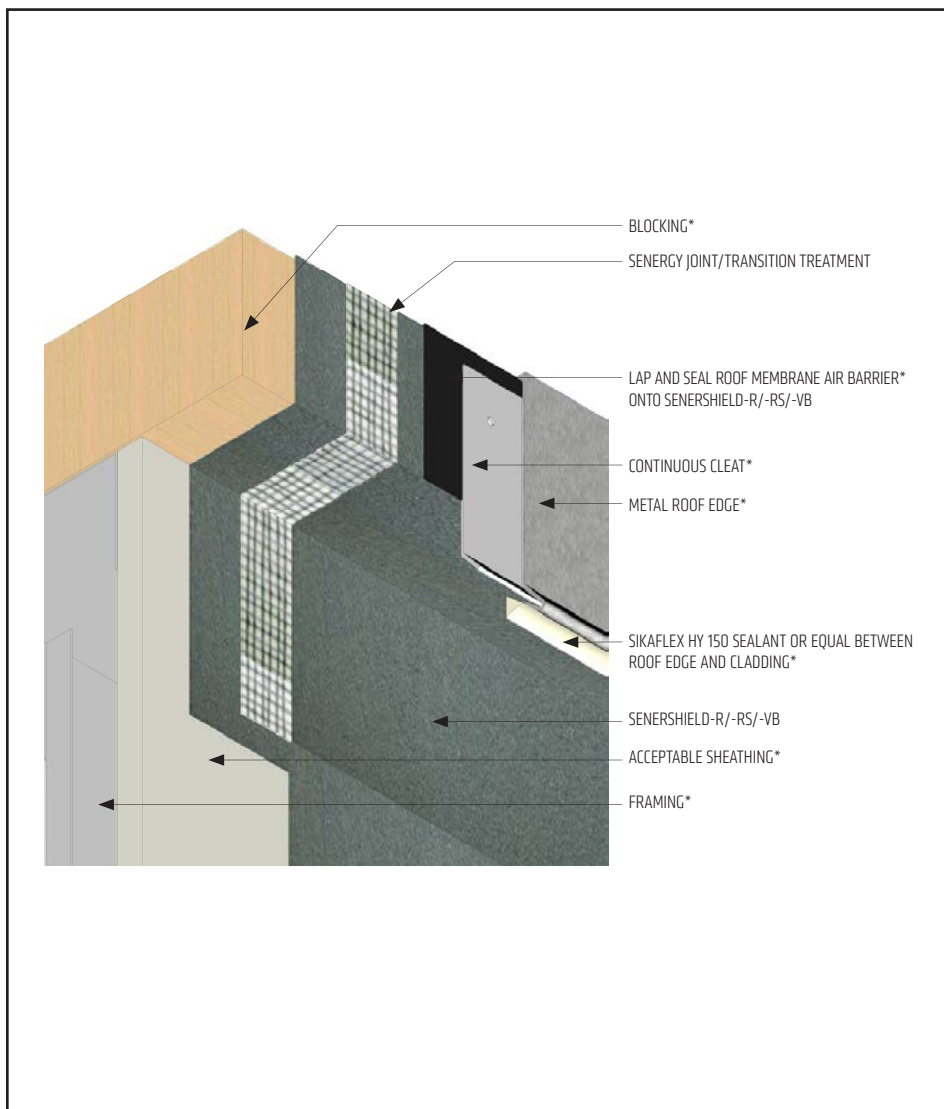 BLOCKING*
SENERGY JOINT/TRANSITION TREATMENT
LAP AND SEAL ROOF MEMBRANE AIR BARRIER*
ONTO SENERSHIELD-R/-RS/-VB
CONTINUOUS CLEAT*
METAL ROOF EDGE*
SIKAFLEX HY 150 SEALANT OR EQUAL BETWEEN
ROOF EDGE AND CLADDING*
SENERSHIELD-R/-RS/-VB
ACCEPTABLE SHEATHING*
FRAMING*